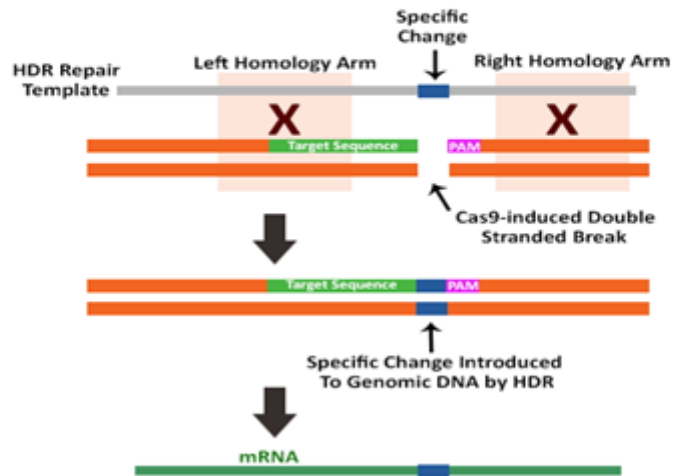 Specific
Change
Left Homology Arm
Right Homology Arm
HDR Repair
Template
X
X
Target Sequence
PAM
Cas9-induced Double
Stranded Break
Target Sequence
PAM
Specific Change Introduced
To Genomic DNA by HDR
mRNA